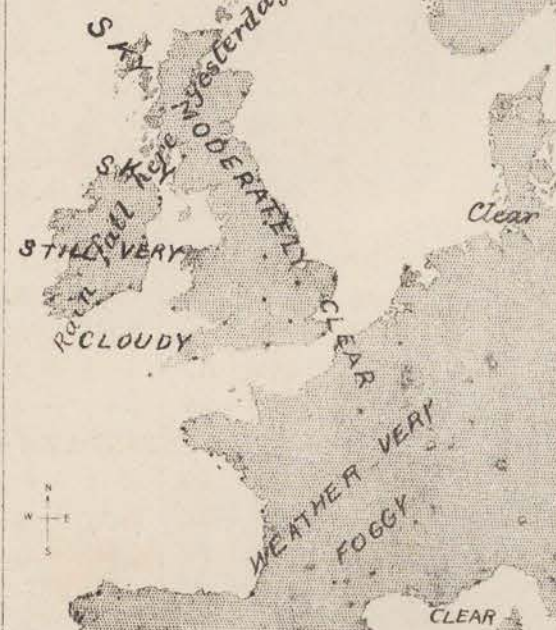 SKY
MODERATELY
CLEAR
Rain fall here yesterday
SKY
STILL VERY
CLOUDY
Clear
WEATHER VERY
FOGGY
CLEAR
N
W E
S